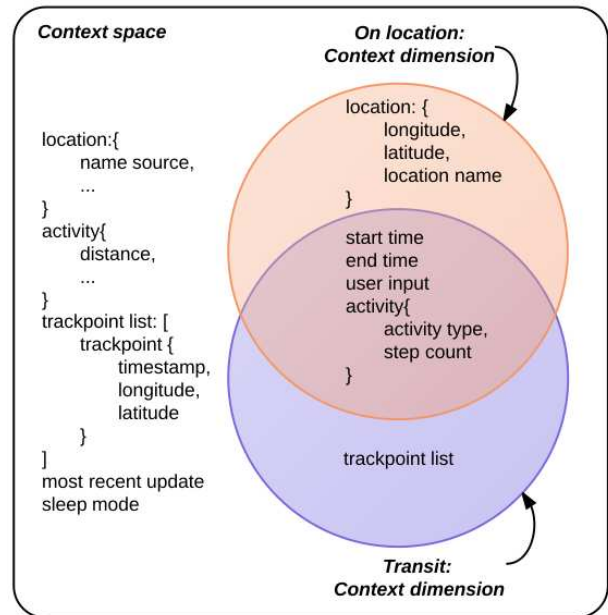 Context space
On location:
Context dimension
location:{
name source,
...
}
activity{
distance,
...
}
trackpoint list: [
trackpoint {
timestamp,
longitude,
latitude
}
]
most recent update
sleep mode
location: {
longitude,
latitude,
location name
}
start time
end time
user input
activity{
activity type,
step count
}
trackpoint list
Transit:
Context dimension